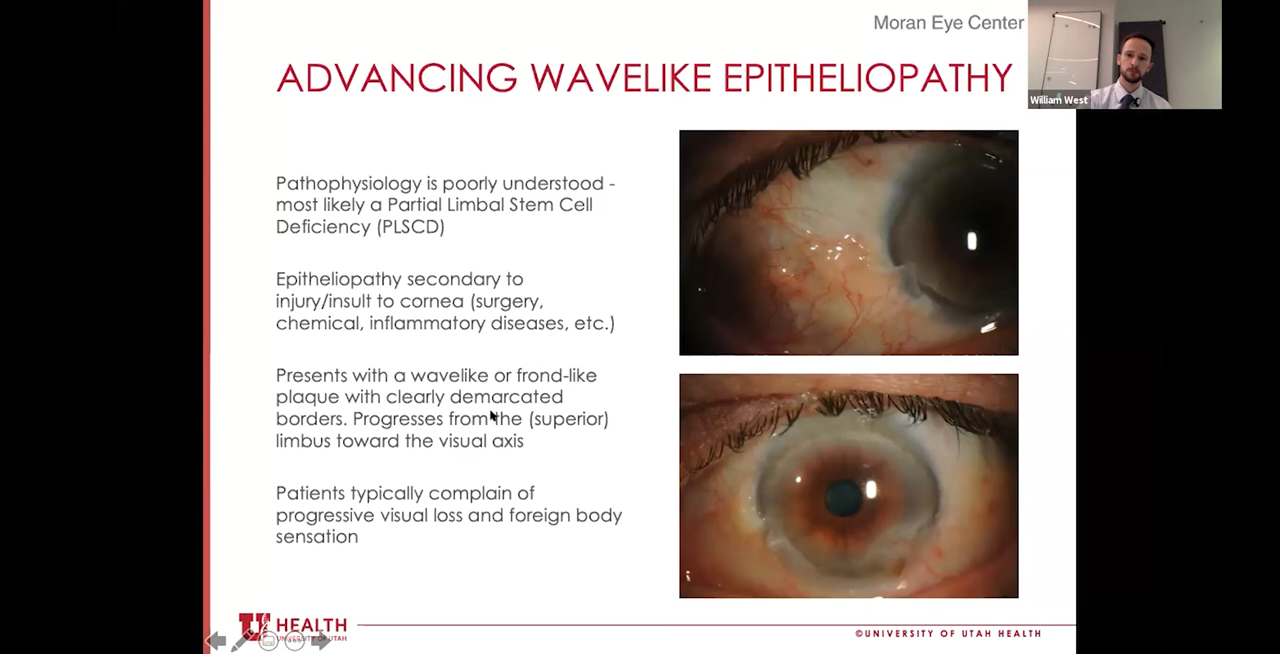 Moran Eye Center
ADVANCING WAVELIKE EPITHELIOPATHY
William West
Pathophysiology is poorly understood -
most likely a Partial Limbal Stem Cell
Deficiency (PLSCD)
Epitheliopathy secondary to
injury/insult to cornea (surgery,
chemical, inflammatory diseases, etc.)
Presents with a wavelike or frond-like
plaque with clearly demarcated
borders. Progresses from the (superior)
limbus toward the visual axis
Patients typically complain of
progressive visual loss and foreign body
sensation
U HEALTH
UNIVERSITY OF UTAH
©UNIVERSITY OF UTAH HEALTH